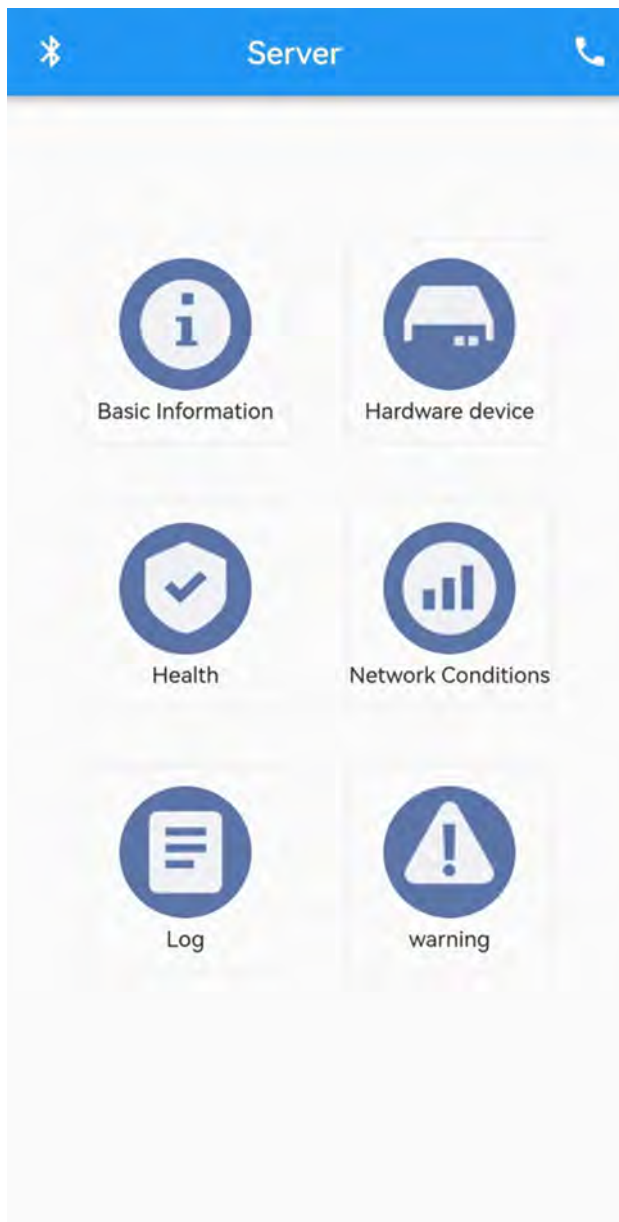 Server
Basic Information
Hardware device
Health
Network Conditions
Log
warning